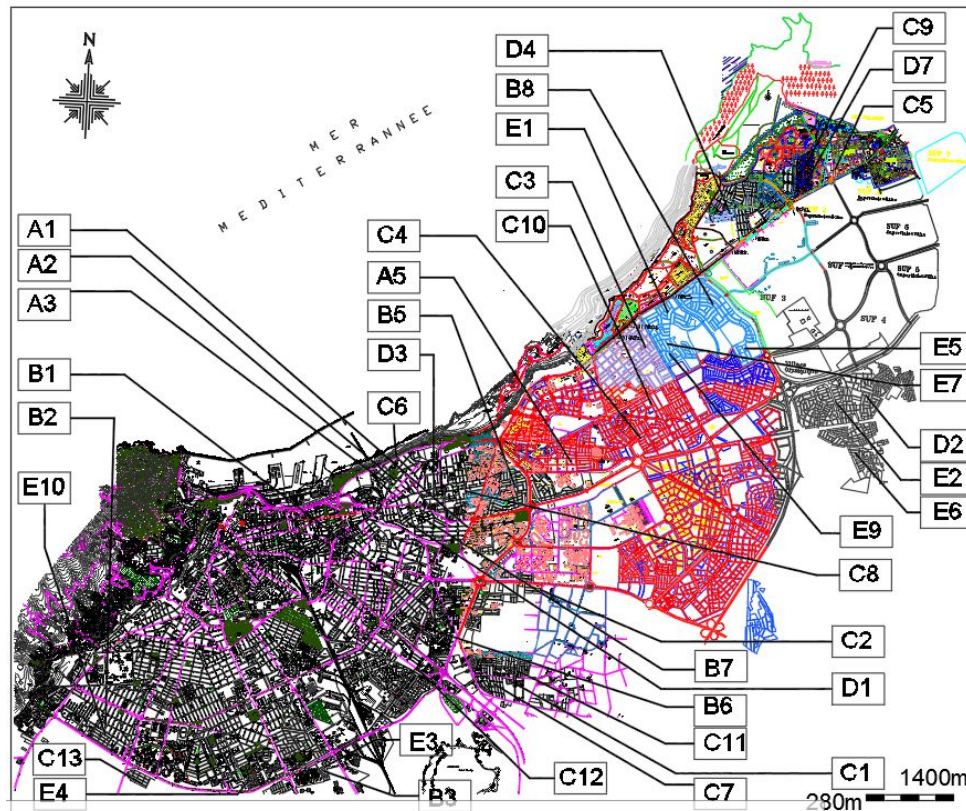 N
MER
MEDITERRANNEE
C9
D4
D7
B8
C5
E1
C3
C10
A1
C4
A2
A5
A3
B5
D3
B1
C6
B2
E10
SUF 6
SUF 5
SUF 3
SUF 4
E5
E7
D2
E2
E6
E9
C8
C2
B7
D1
B6
C11
C13
E3
C12
C1
E4
B3
C7
1400m
280m